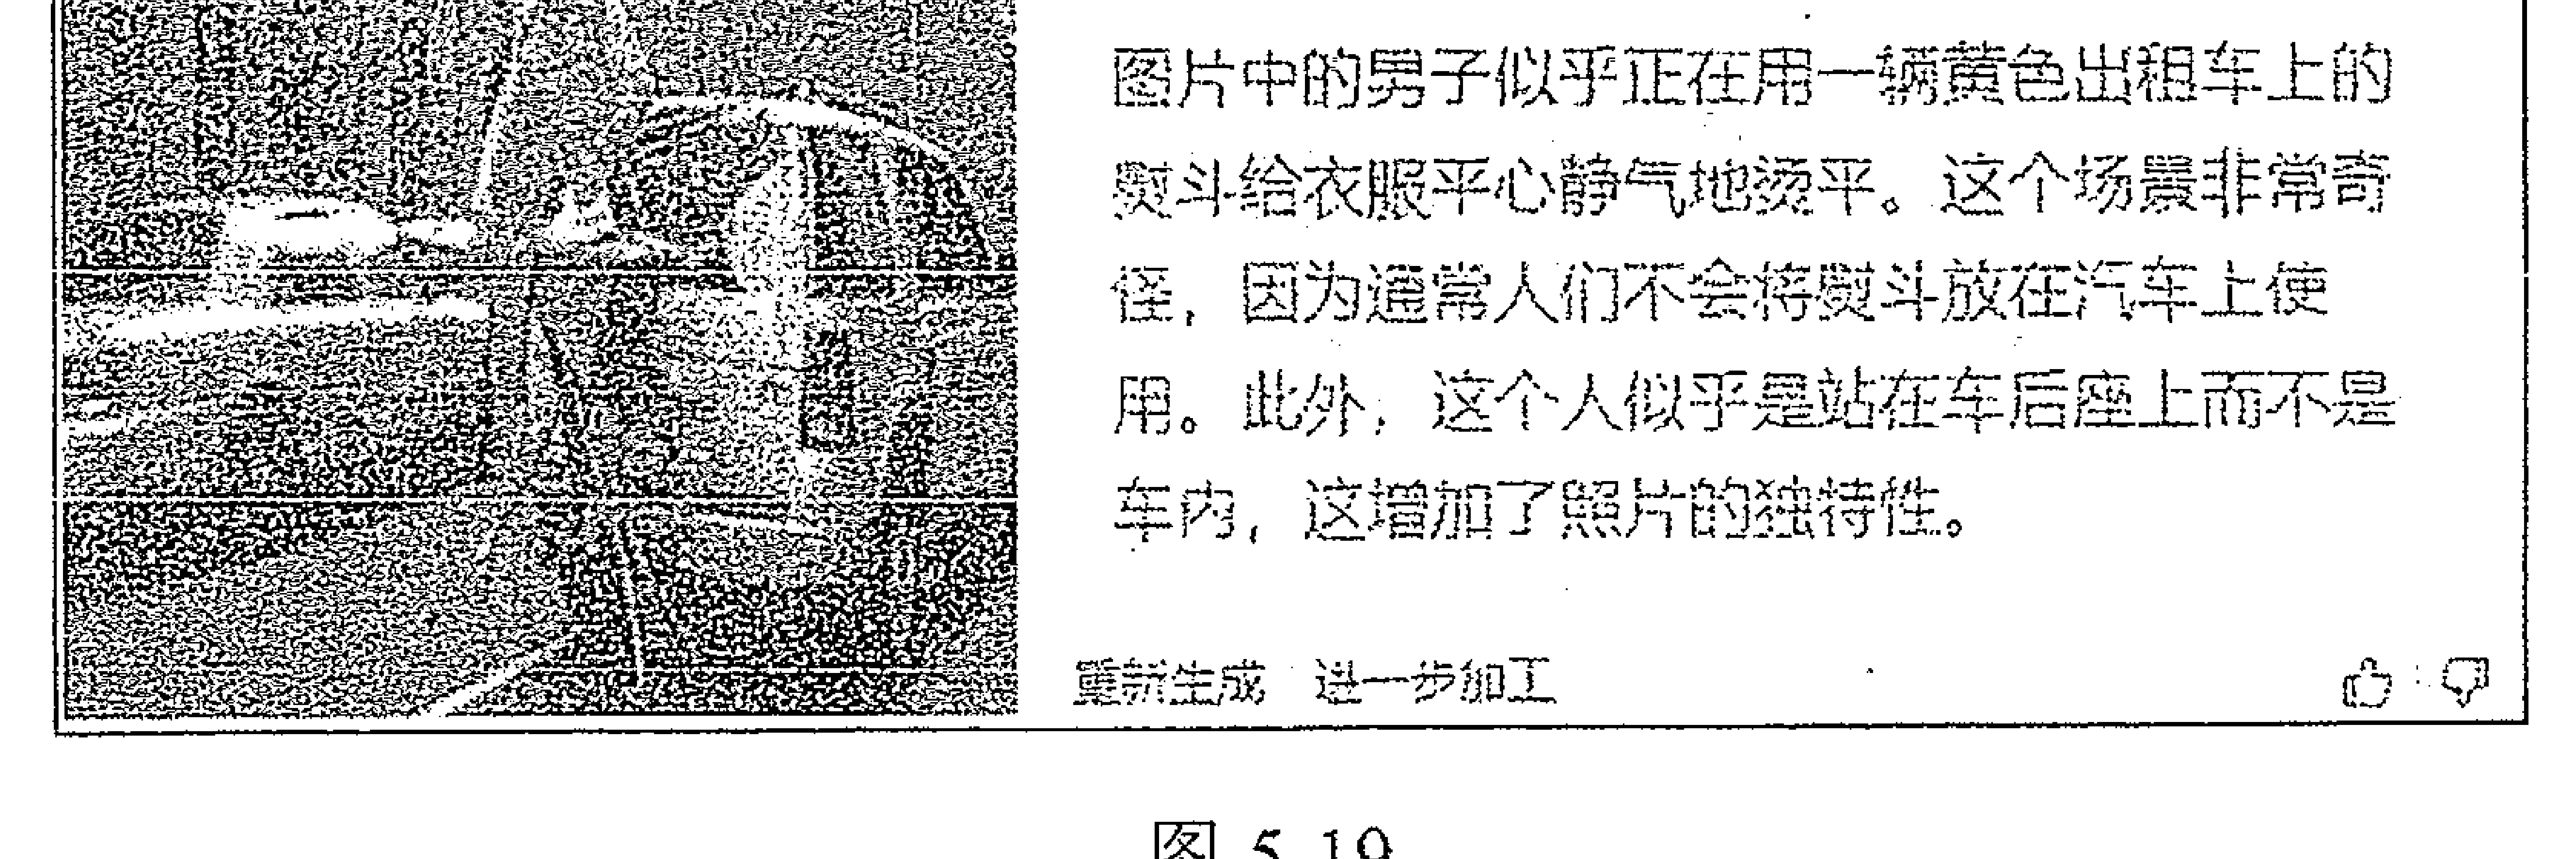 图片中的男子似乎正在用一辆黄色出租车上的
熨斗给衣服平心静气地烫平。这个场景非常奇
怪，因为通常人们不会将熨斗放在汽车上使
用。此外，这个人似乎是站在车后座上而不是
车内，这增加了照片的独特性。
重新生成 进一步加工
图 5.19